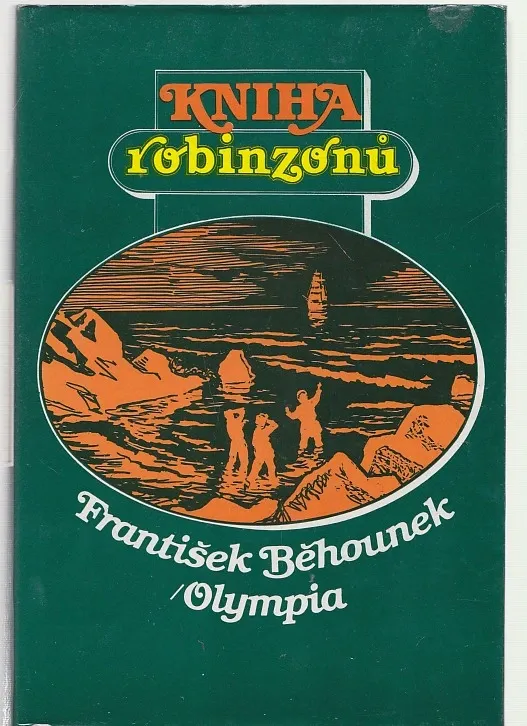 KNIHA
robinzonů
František Běhounek
/Olympia